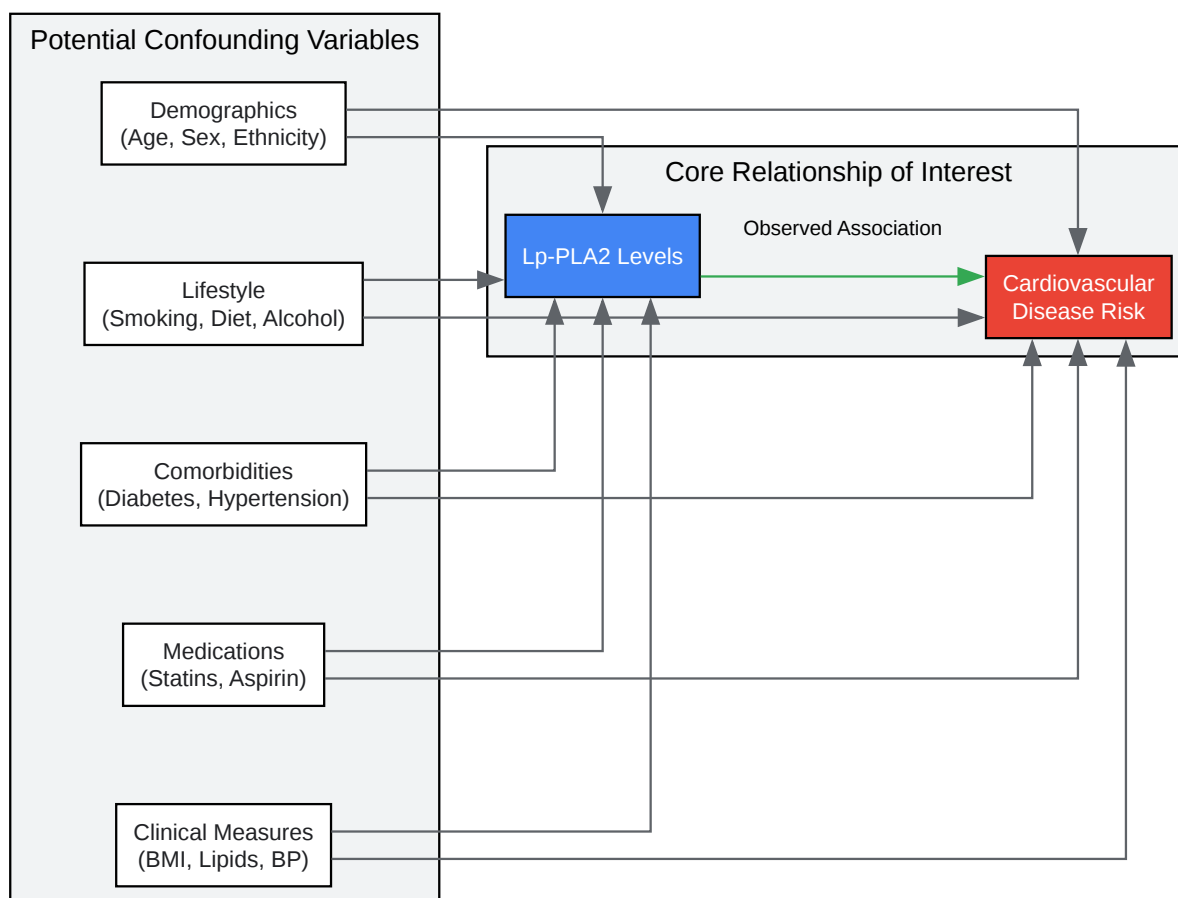 Potential Confounding Variables
Demographics
(Age, Sex, Ethnicity)
Lifestyle
(Smoking, Diet, Alcohol)
Comorbidities
(Diabetes, Hypertension)
Medications
(Statins, Aspirin)
Clinical Measures
(BMI, Lipids, BP)
Core Relationship of Interest
Lp-PLA2 Levels
Observed Association
Cardiovascular
Disease Risk